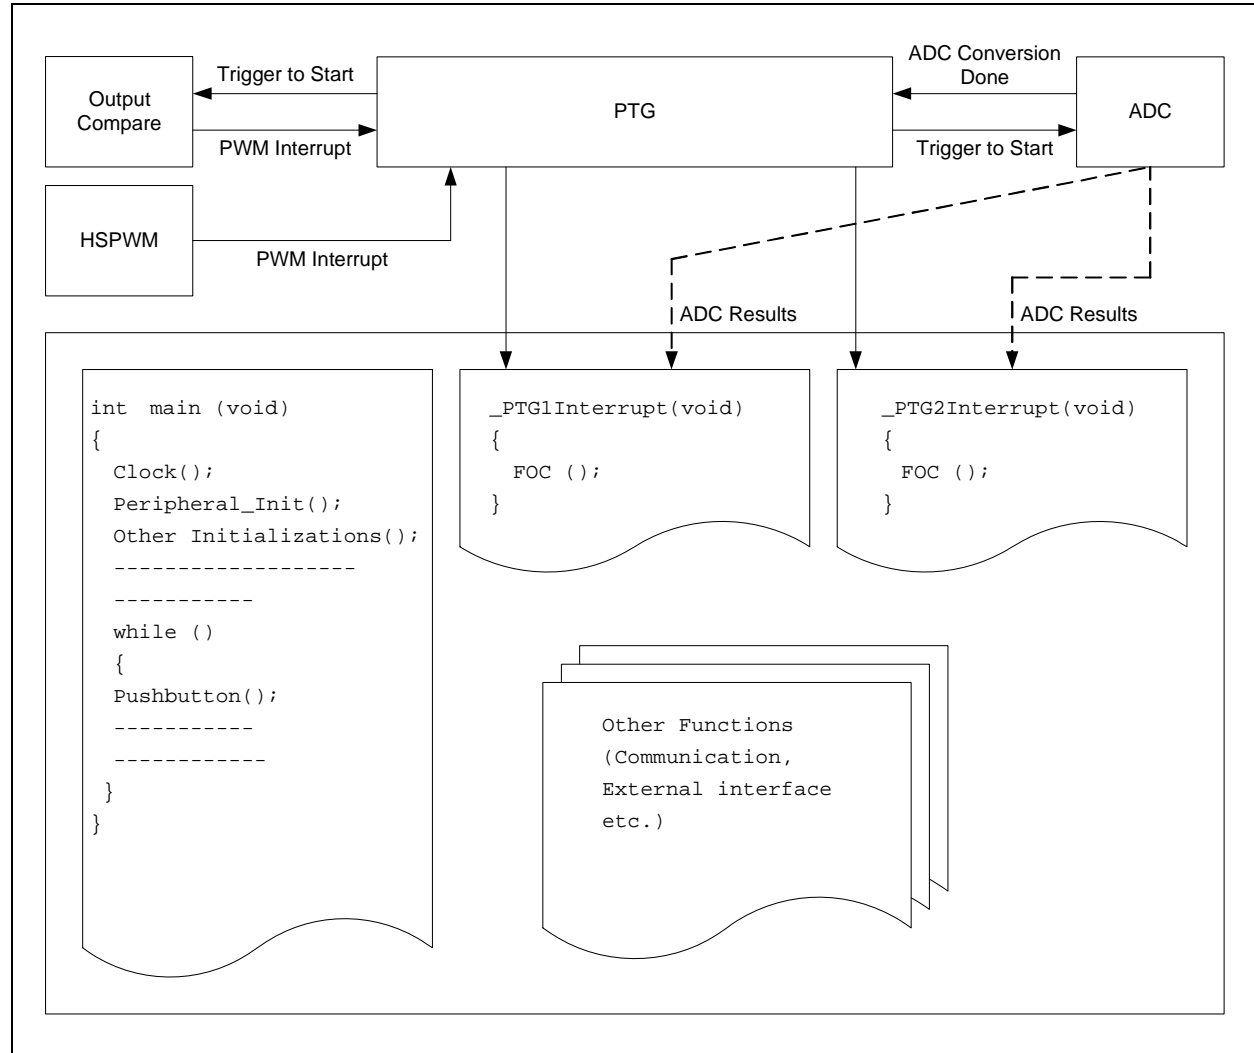 Output
Compare
Trigger to Start
PWM Interrupt
PTG
ADC Conversion
Done
Trigger to Start
ADC
HSPWM
PWM Interrupt
ADC Results
ADC Results
int main (void)
{
Clock();
Peripheral_Init();
Other Initializations();
-------------------
-----------
while ()
{
Pushbutton();
-----------
------------
}
}
_PTG1Interrupt(void)
{
FOC ();
}
_PTG2Interrupt(void)
{
FOC ();
}
Other Functions
(Communication,
External interface
etc.)